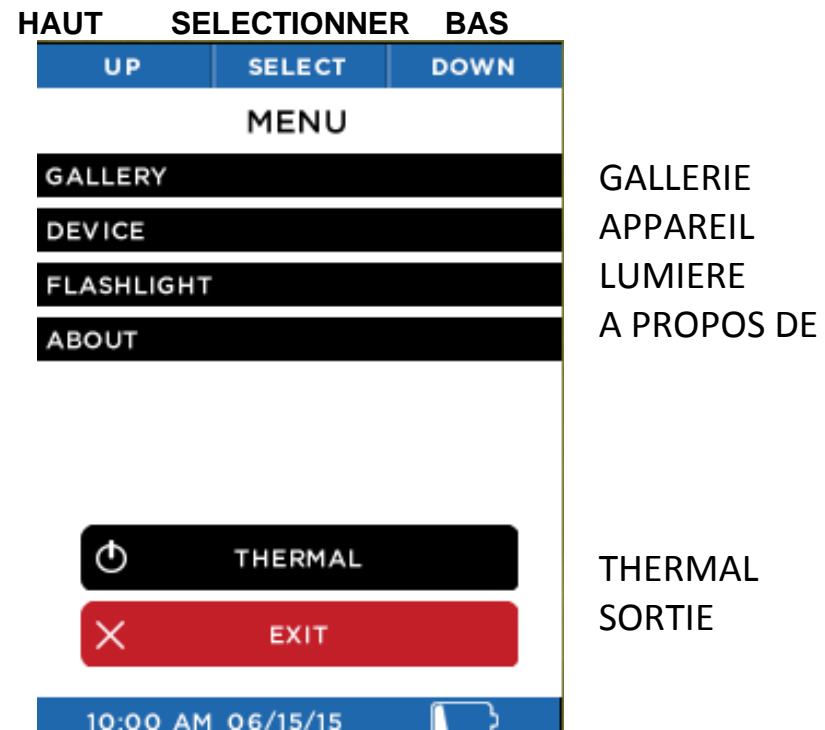 HAUT SELECTIONNER BAS
UP SELECT DOWN
MENU
GALLERY GALLERIE
DEVICE APPAREIL
FLASHLIGHT LUMIERE
ABOUT A PROPOS DE
THERMAL THERMAL
EXIT SORTIE
10:00 AM 06/15/15